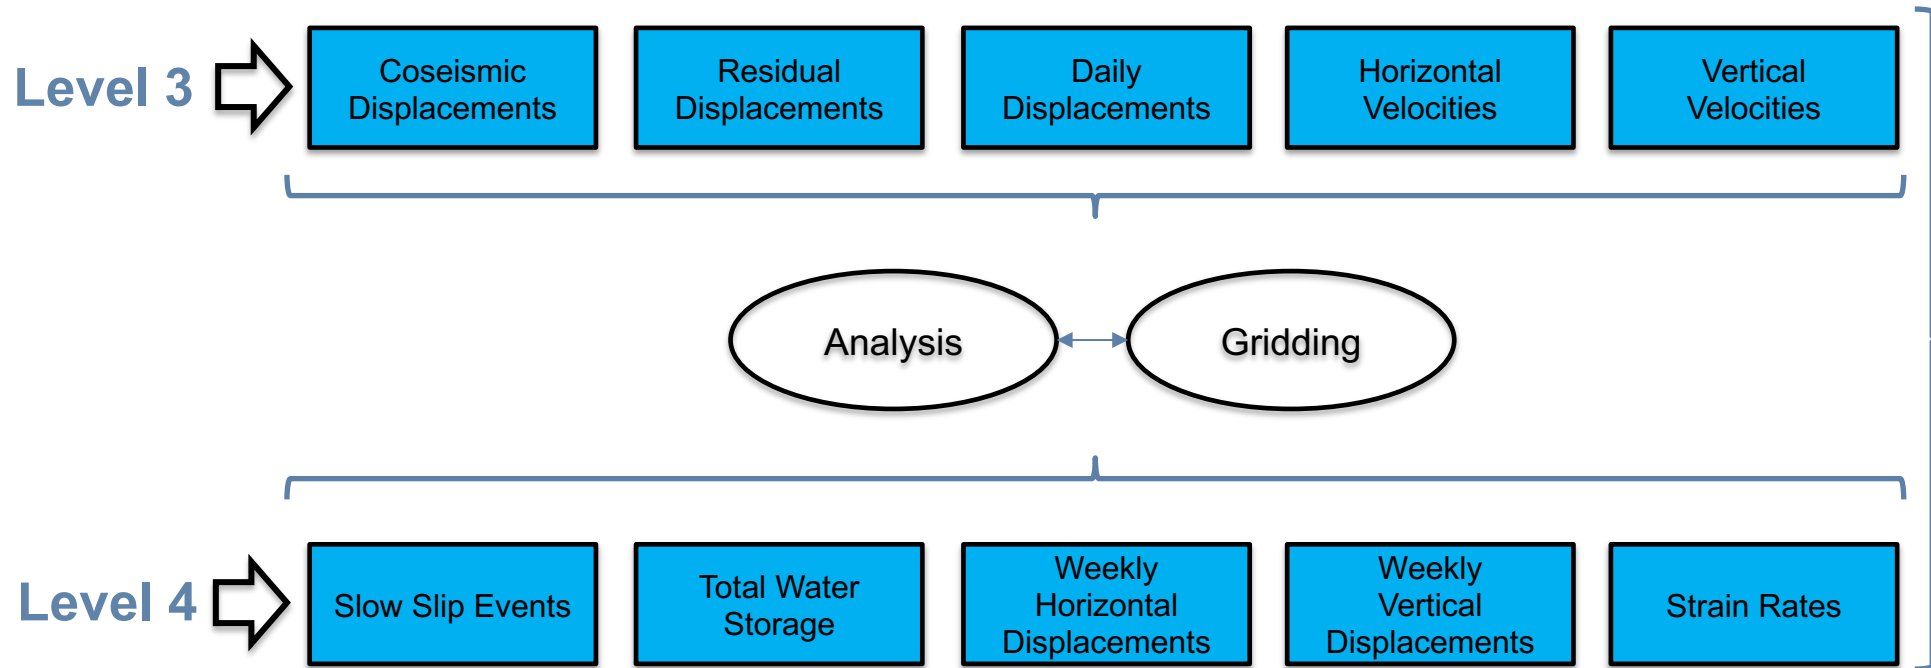 Level 3
Coseismic
Displacements
Residual
Displacements
Daily
Displacements
Horizontal
Velocities
Vertical
Velocities
Analysis
Gridding
Level 4
Slow Slip Events
Total Water
Storage
Weekly
Horizontal
Displacements
Weekly
Vertical
Displacements
Strain Rates